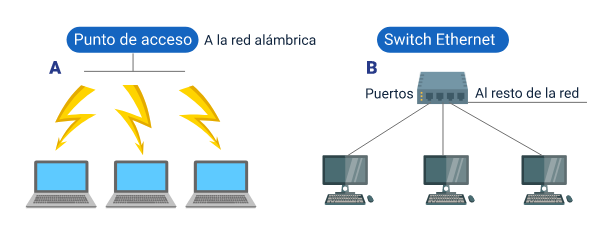 Punto de acceso
A la red alámbrica
A
Switch Ethernet
B
Puertos
Al resto de la red